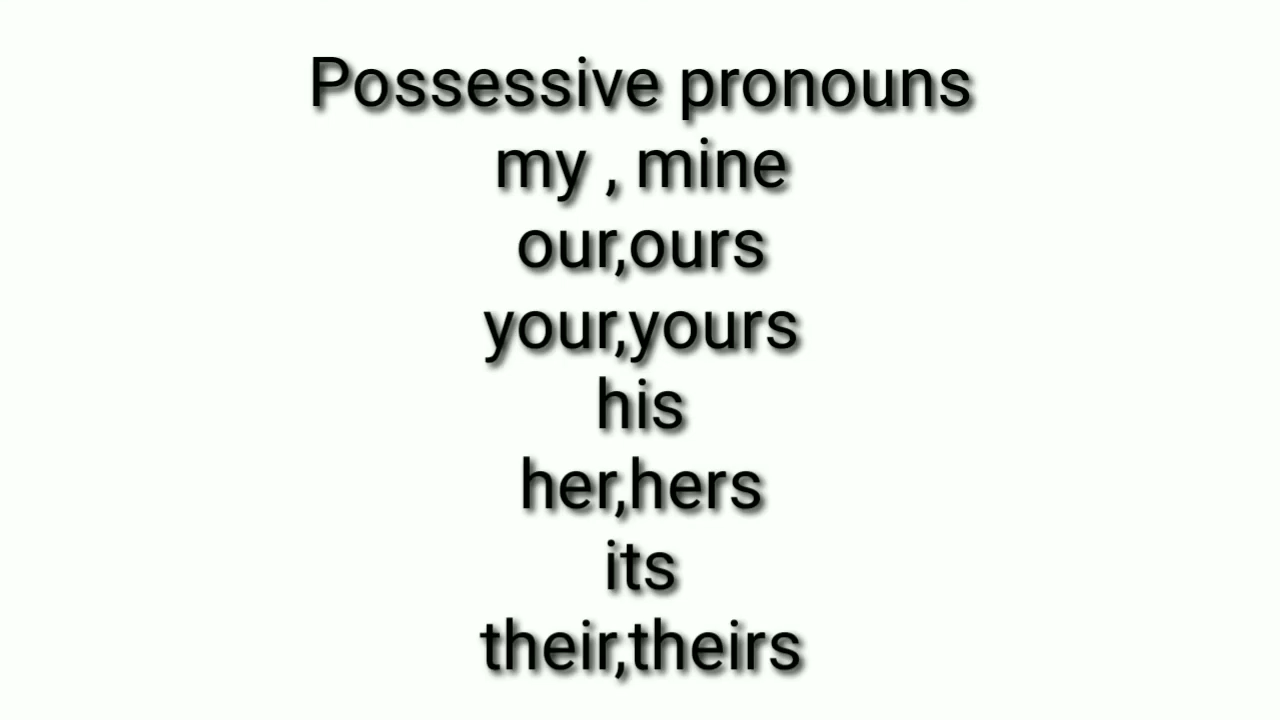 Possessive pronouns
my , mine
our,ours
your,yours
his
her,hers
its
their,theirs